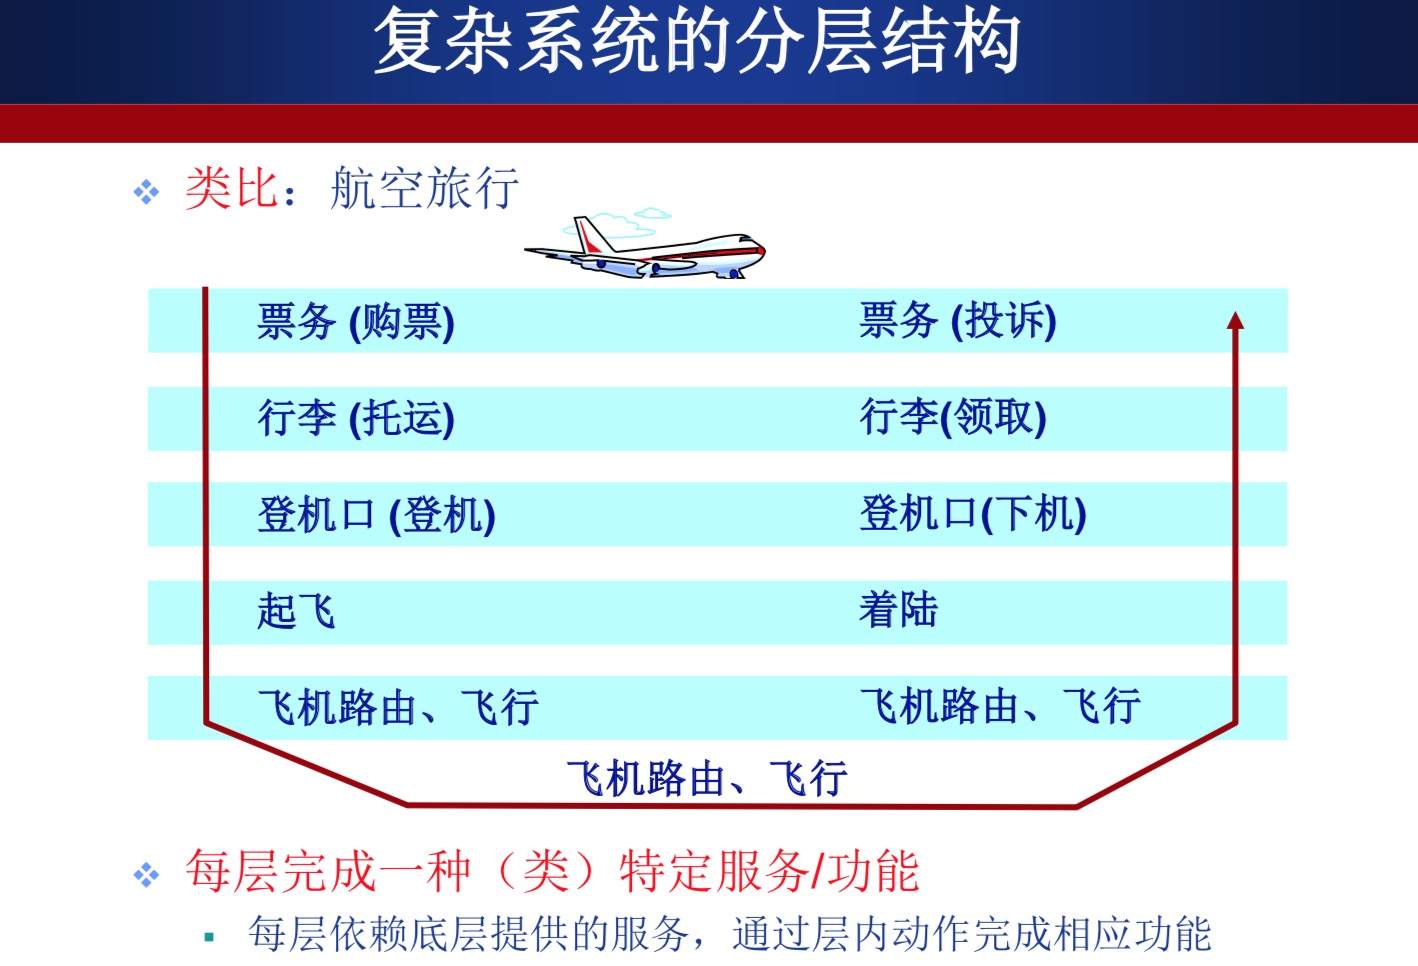 复杂系统的分层结构
类比：航空旅行
票务 (购票) 票务 (投诉)
行李 (托运) 行李(领取)
登机口 (登机) 登机口(下机)
起飞 着陆
飞机路由、飞行 飞机路由、飞行
飞机路由、飞行
每层完成一种（类）特定服务/功能
每层依赖底层提供的服务，通过层内动作完成相应功能